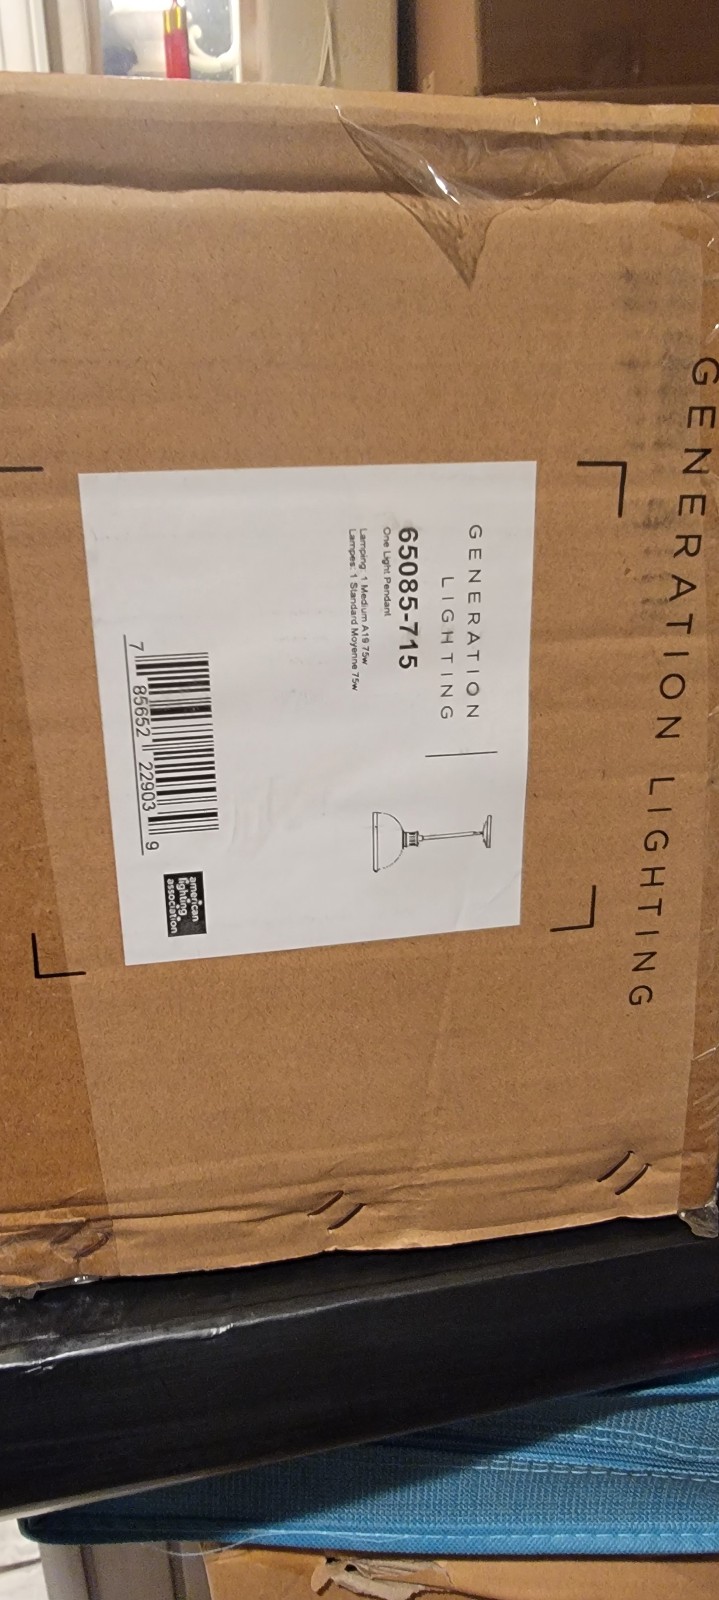 GENERATION LIGHTING
GENERATION
LIGHTING
65085-715
One Light Pendant
Lamping: 1 Medium A19 75w
Lampes: 1 Standard Moyenne 75w
7 85652 22903 9
american
lighting
association